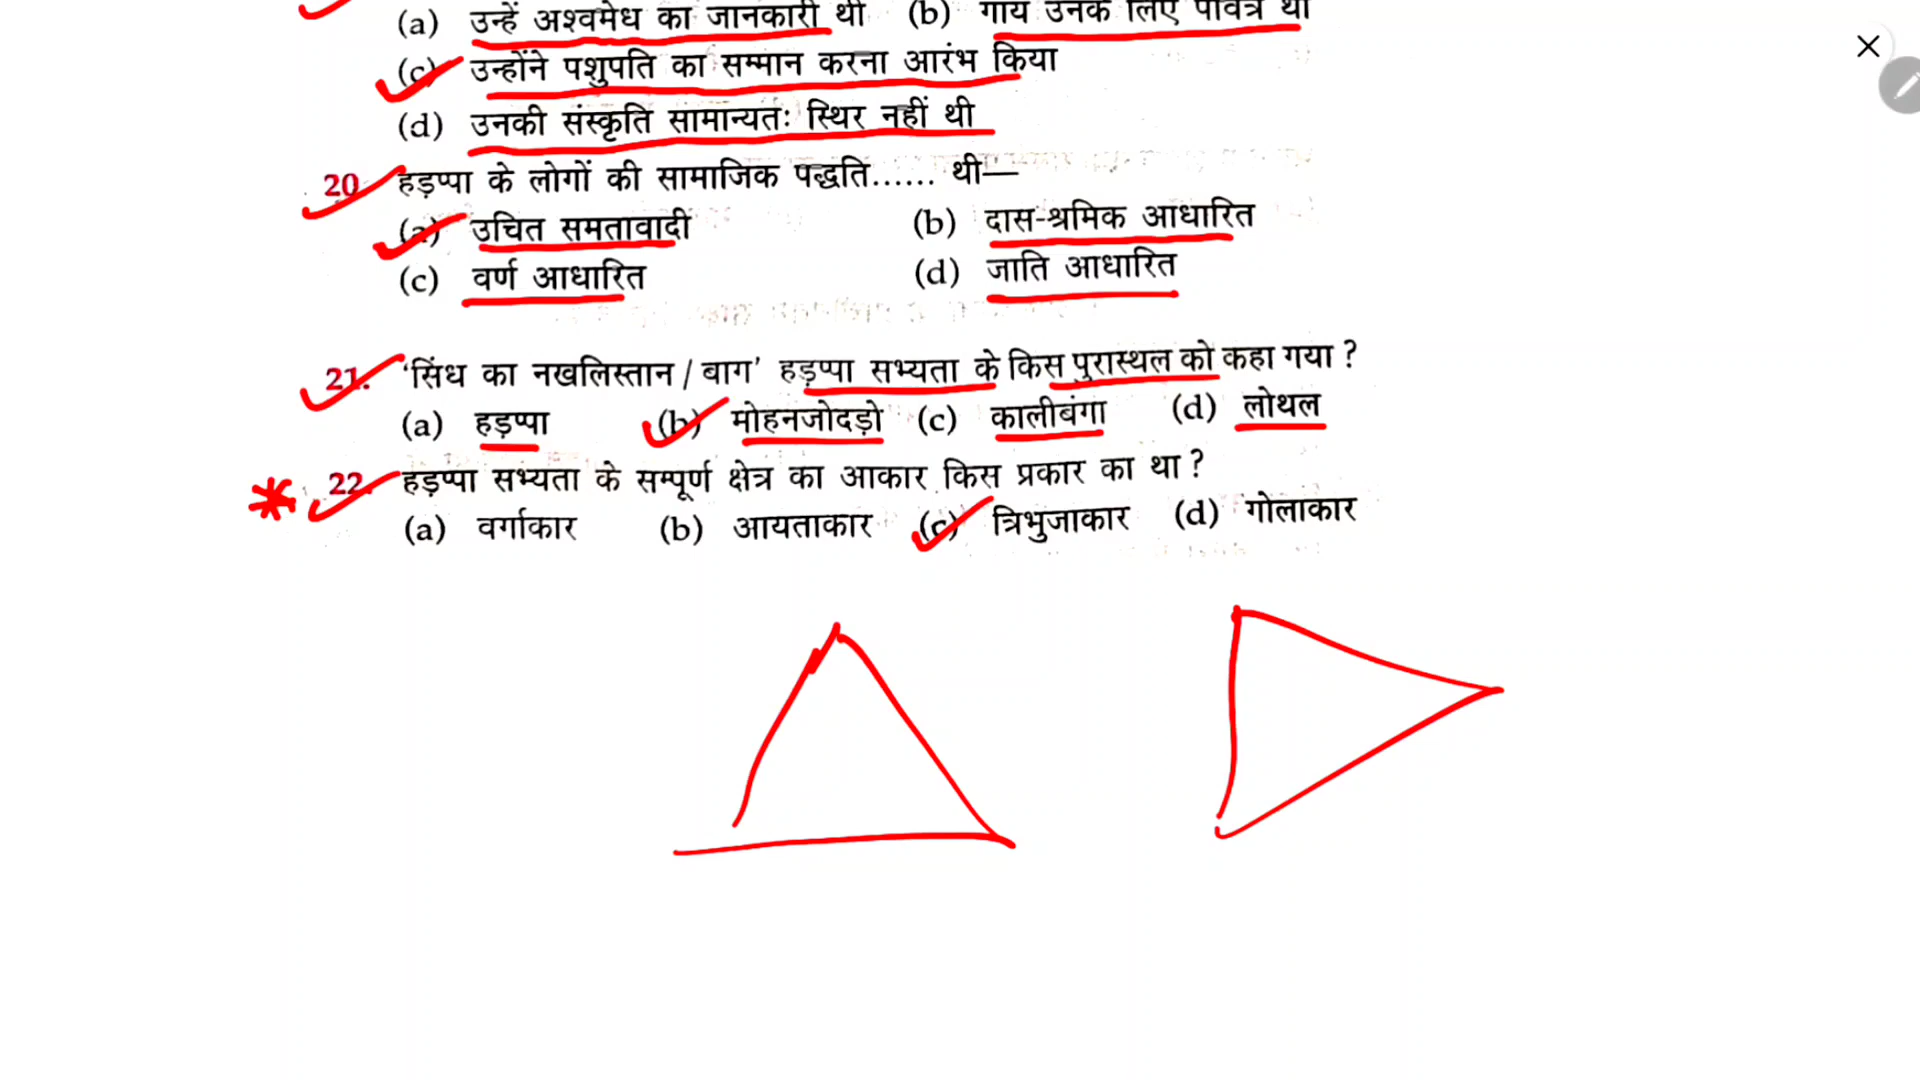 (a) उन्हें अश्वमेध का जानकारी थी (b) गाय उनके लिए पवित्र थी
(c) उन्होंने पशुपति का सम्मान करना आरंभ किया
(d) उनकी संस्कृति सामान्यतः स्थिर नहीं थी
20. हड़प्पा के लोगों की सामाजिक पद्धति...... थी—
(a) उचित समतावादी (b) दास-श्रमिक आधारित
(c) वर्ण आधारित (d) जाति आधारित
21. 'सिंध का नखलिस्तान / बाग' हड़प्पा सभ्यता के किस पुरास्थल को कहा गया ?
(a) हड़प्पा (b) मोहनजोदड़ो (c) कालीबंगा (d) लोथल
22. हड़प्पा सभ्यता के सम्पूर्ण क्षेत्र का आकार किस प्रकार का था ?
(a) वर्गाकार (b) आयताकार (c) त्रिभुजाकार (d) गोलाकार